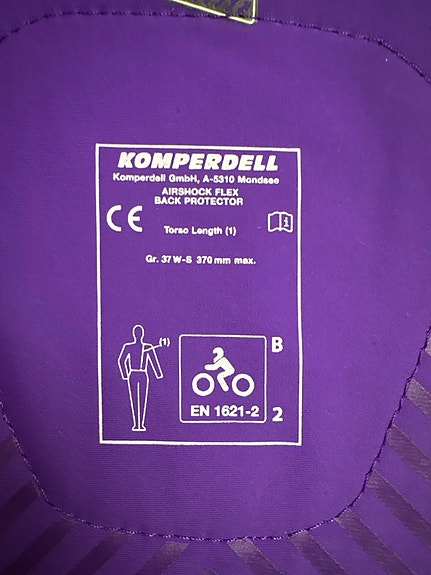 KOMPERDELL
Komperdell GmbH, A-5310 Mondsee
AIRSHOCK FLEX
BACK PROTECTOR
CE
Torso Length (1)
i
Gr. 37 W-S 370 mm max.
(1)
B
EN 1621-2
2